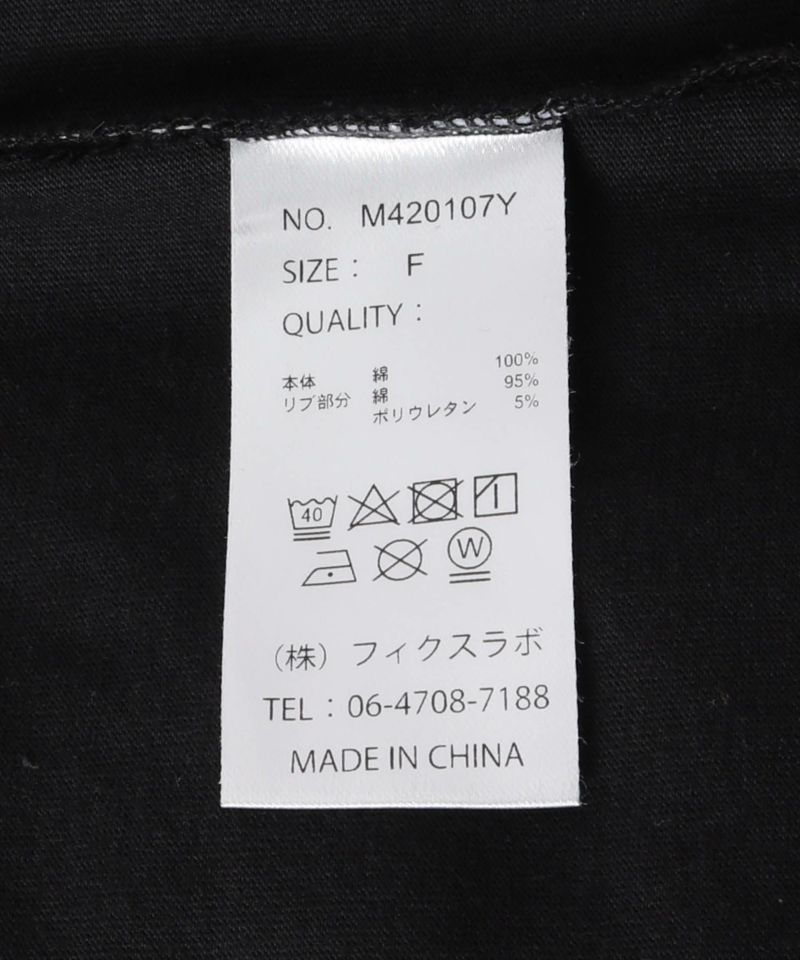 NO. M420107Y
SIZE : F
QUALITY :
本体 綿 100%
リブ部分 綿 95%
ポリウレタン 5%
40
W
(株) フィクスラボ
TEL : 06-4708-7188
MADE IN CHINA